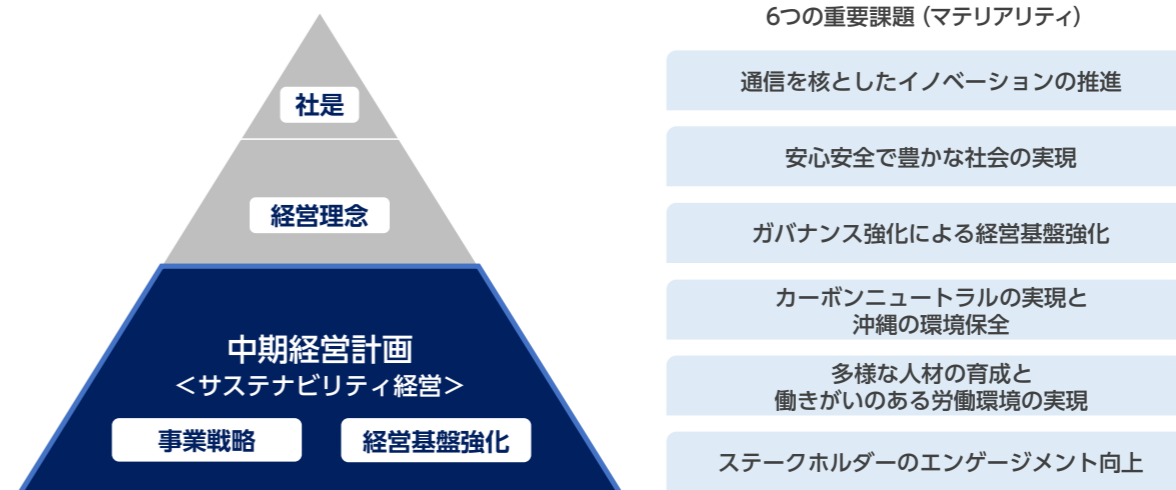 社是
経営理念
中期経営計画
＜サステナビリティ経営＞
事業戦略
経営基盤強化
6つの重要課題（マテリアリティ）
通信を核としたイノベーションの推進
安心安全で豊かな社会の実現
ガバナンス強化による経営基盤強化
カーボンニュートラルの実現と
沖縄の環境保全
多様な人材の育成と
働きがいのある労働環境の実現
ステークホルダーのエンゲージメント向上